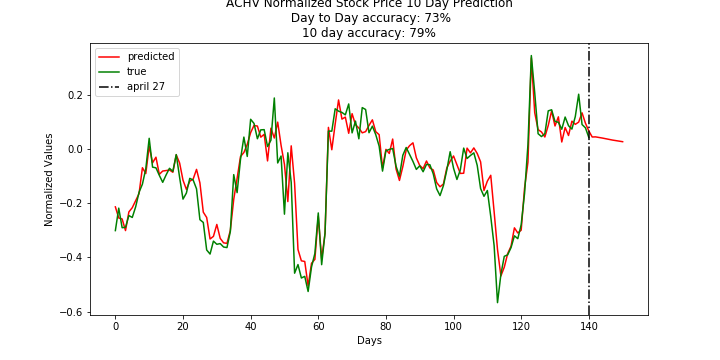 ACHV Normalized Stock Price 10 Day Prediction
Day to Day accuracy: 73%
10 day accuracy: 79%
predicted
true
april 27
Normalized Values
0.2
0.0
−0.2
−0.4
−0.6
0
20
40
60
80
100
120
140
Days